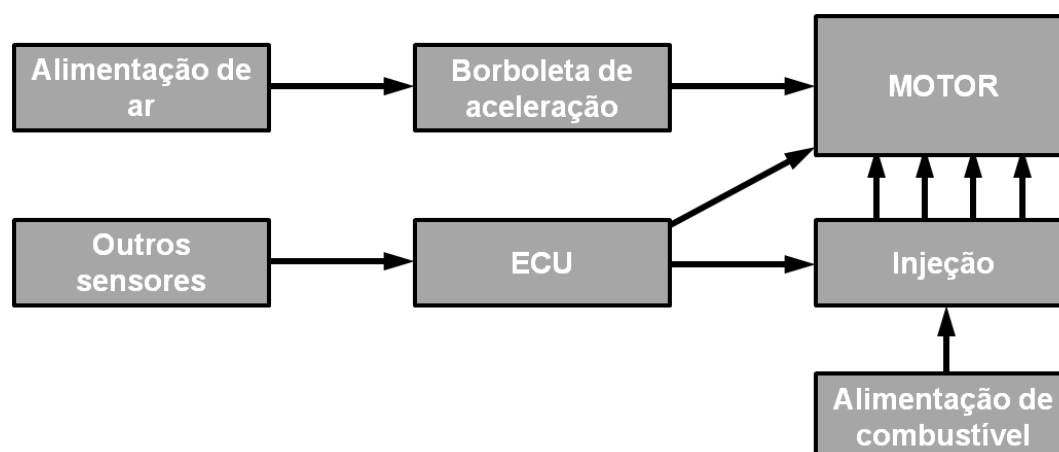 Alimentação de
ar
Borboleta de
aceleração
MOTOR
Outros
sensores
ECU
Injeção
Alimentação de
combustível